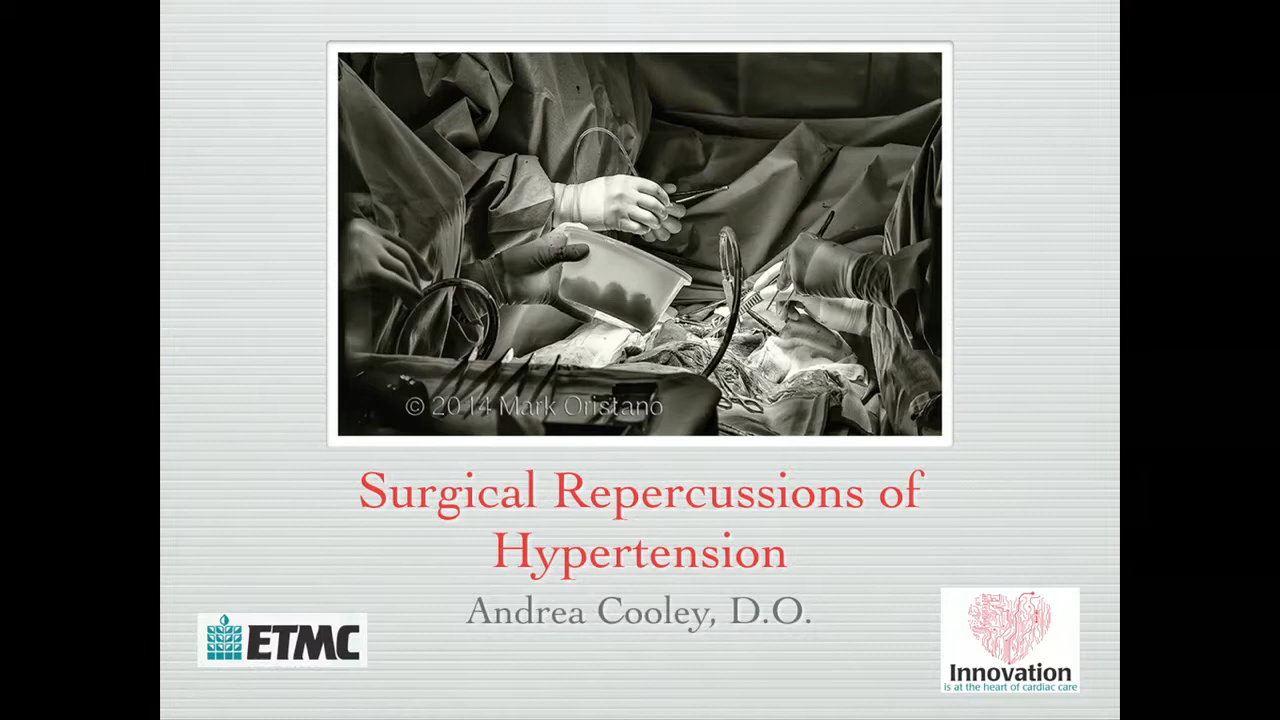 © 2014 Mark Oristano
Surgical Repercussions of
Hypertension
Andrea Cooley, D.O.
ETMC
Innovation
is at the heart of cardiac care